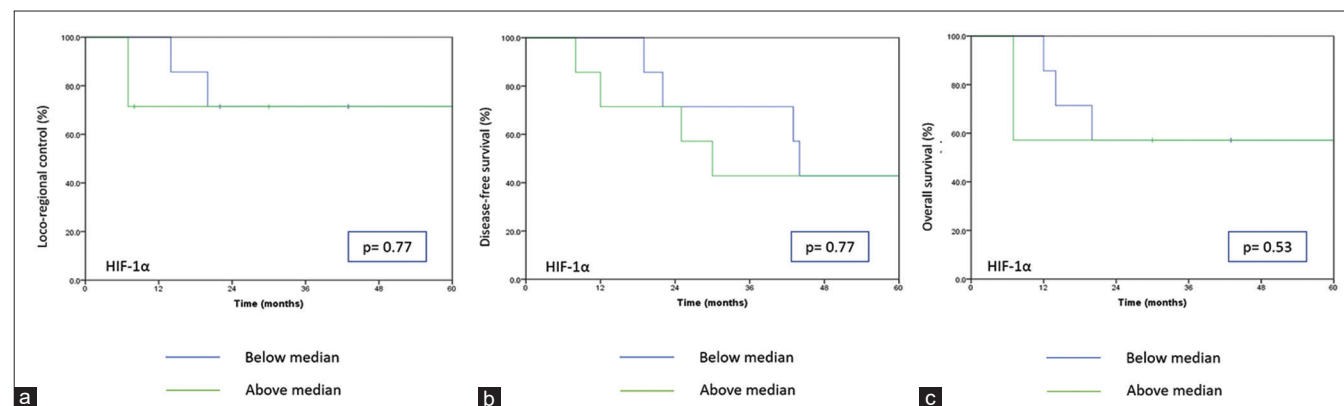 100.0
80.0
60.0
40.0
20.0
0.0
Loco-regional control (%)
p= 0.77
HIF-1α
0 12 24 36 48 60
Time (months)
Below median
Above median
a
100.0
80.0
60.0
40.0
20.0
0.0
Disease-free survival (%)
p= 0.77
HIF-1α
0 12 24 36 48 60
Time (months)
Below median
Above median
b
100.0
80.0
60.0
40.0
20.0
0.0
Overall survival (%)
p= 0.53
HIF-1α
0 12 24 36 48 60
Time (months)
Below median
Above median
c